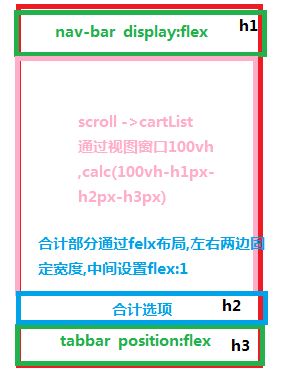 nav-bar display:flex
h1
scroll ->cartList
通过视图窗口100vh
,calc(100vh-h1px-
h2px-h3px)
合计部分通过felx布局,左右两边固
定宽度,中间设置flex:1
合计选项
h2
tabbar position:flex
h3